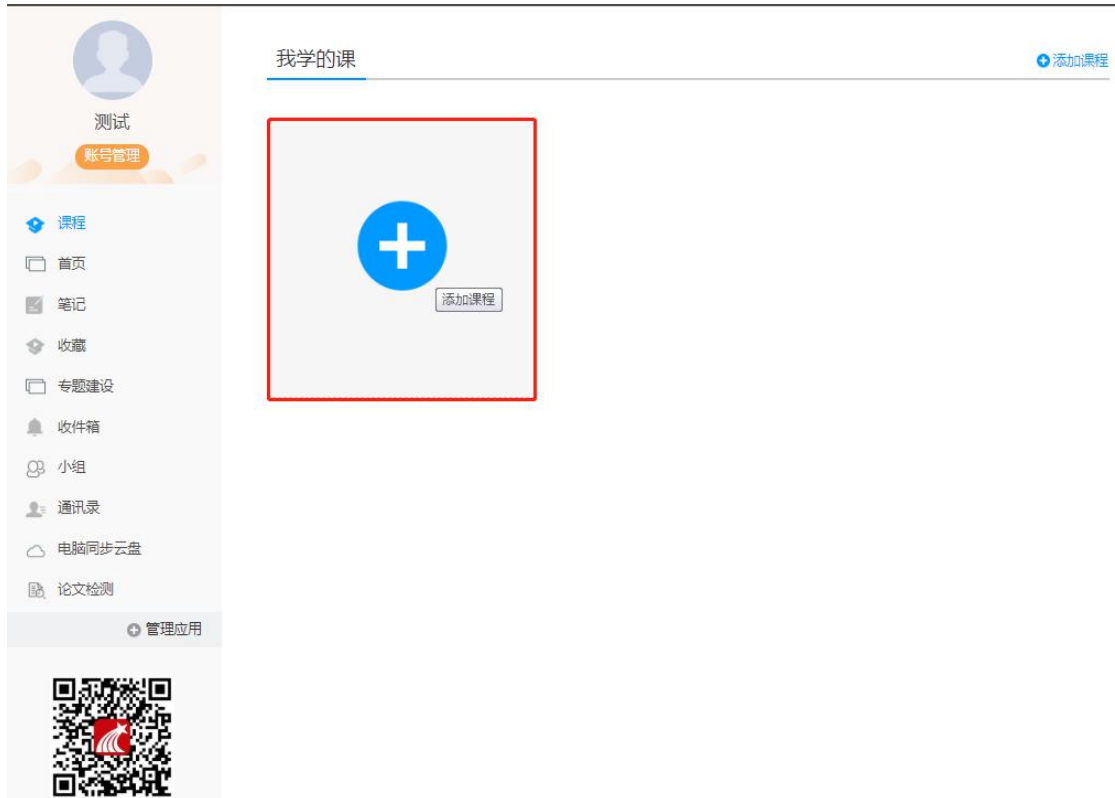 测试
账号管理
课程
首页
笔记
收藏
专题建设
收件箱
小组
通讯录
电脑同步云盘
论文检测
管理应用
我学的课
添加课程
添加课程